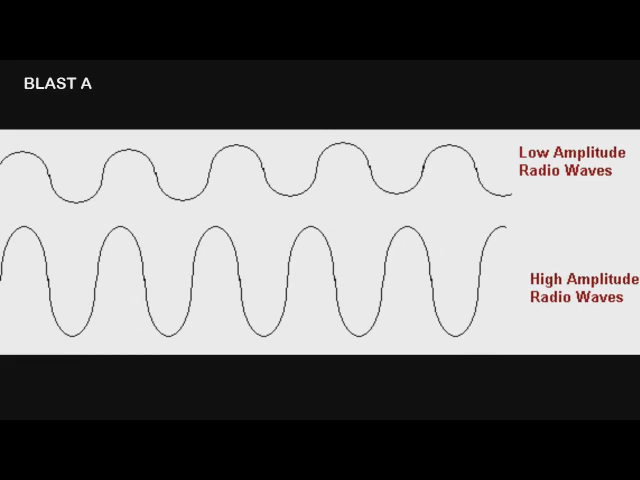 BLAST A
Low Amplitude
Radio Waves
High Amplitude
Radio Waves